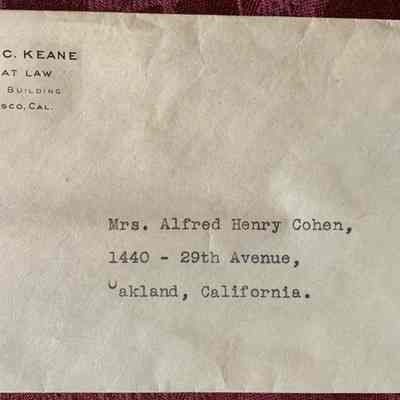 C. KEANE
AT LAW
BUILDING
SCO, CAL.
Mrs. Alfred Henry Cohen,
1440 - 29th Avenue,
Oakland, California.